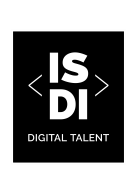 IS
< DI >
DIGITAL TALENT